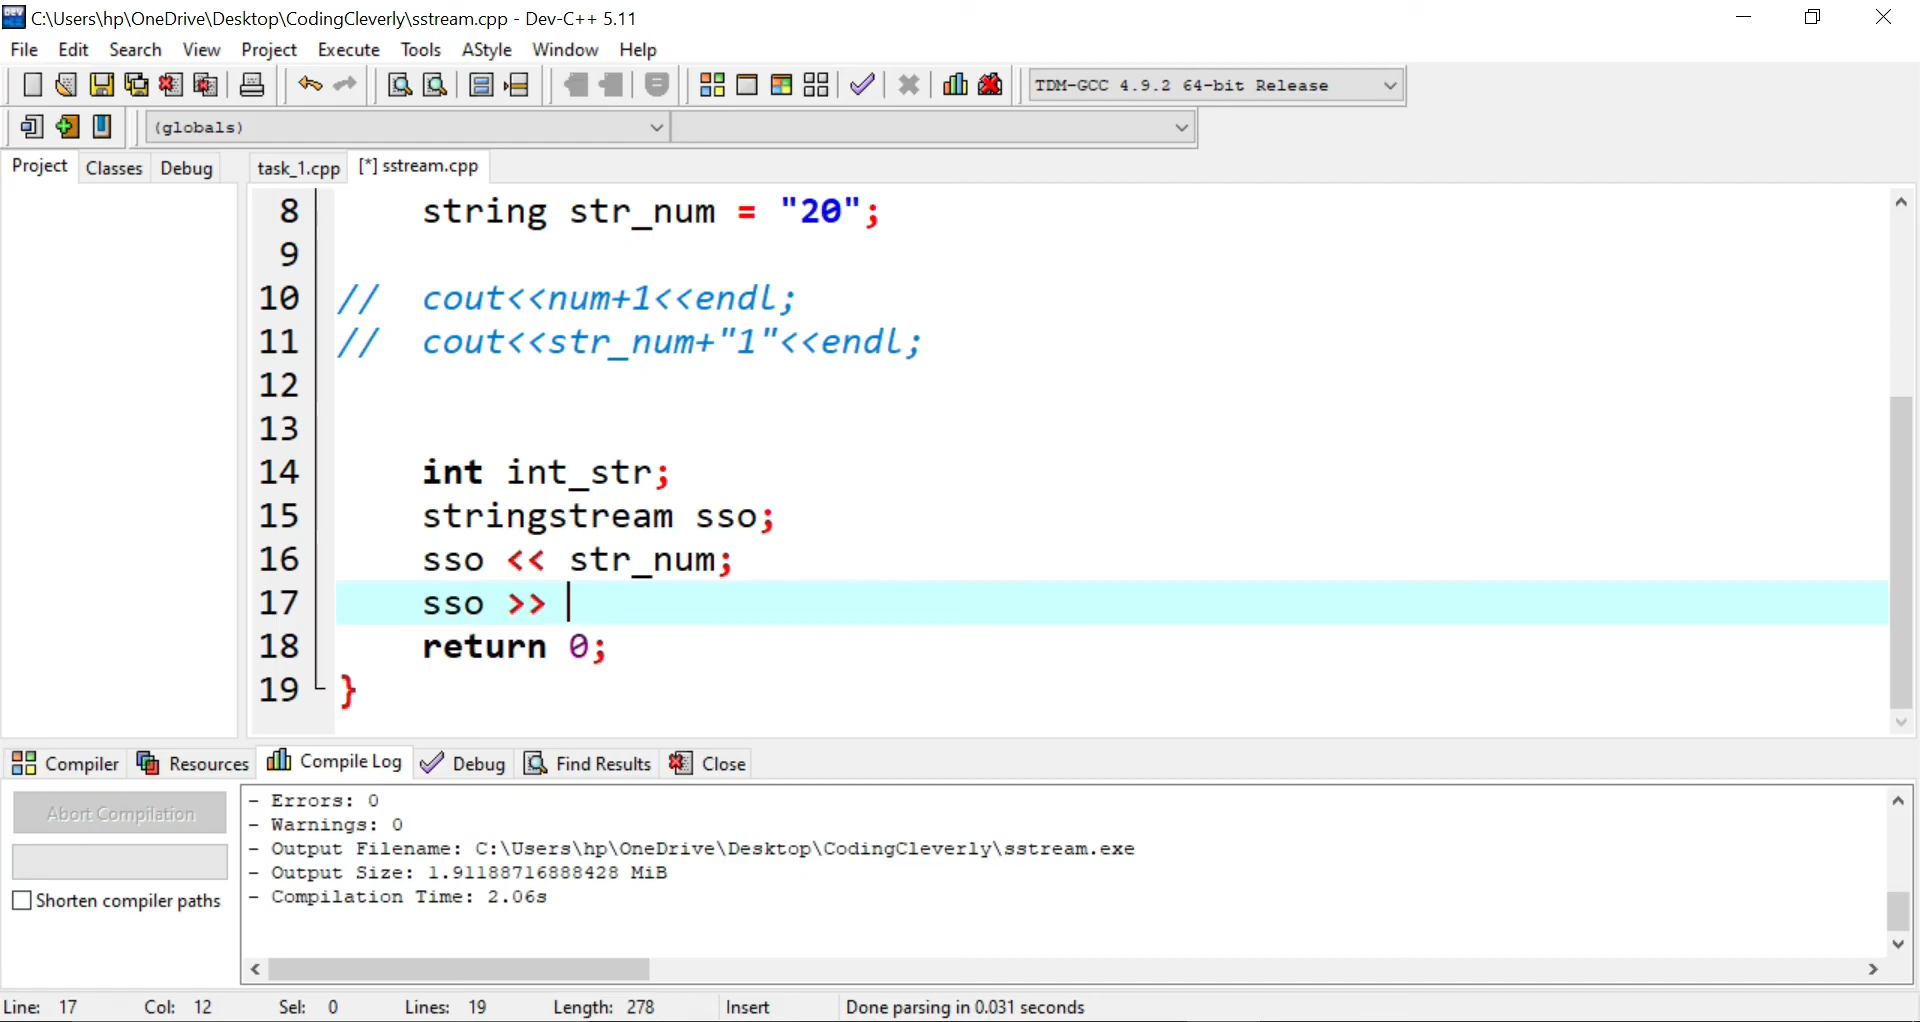 C:\Users\hp\OneDrive\Desktop\CodingCleverly\sstream.cpp - Dev-C++ 5.11
File Edit Search View Project Execute Tools AStyle Window Help
TDM-GCC 4.9.2 64-bit Release
(globals)
Project Classes Debug task_1.cpp [*] sstream.cpp
8 string str_num = "20";
9
10 // cout<<num+1<<endl;
11 // cout<<str_num+"1"<<endl;
12
13
14 int int_str;
15 stringstream sso;
16 sso << str_num;
17 sso >>
18 return 0;
19 }
Compiler Resources Compile Log Debug Find Results Close
Abort Compilation
Shorten compiler paths
- Errors: 0
- Warnings: 0
- Output Filename: C:\Users\hp\OneDrive\Desktop\CodingCleverly\sstream.exe
- Output Size: 1.91188716888428 MiB
- Compilation Time: 2.06s
Line: 17 Col: 12 Sel: 0 Lines: 19 Length: 278 Insert Done parsing in 0.031 seconds